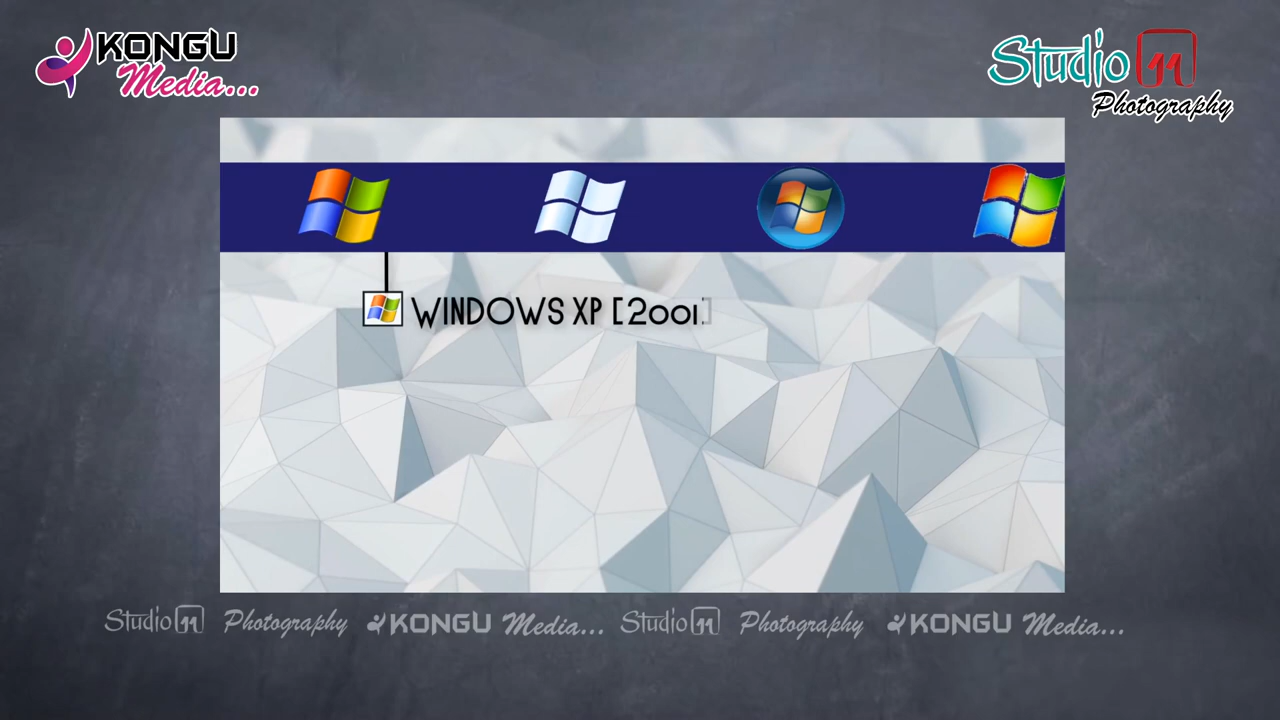 KONGU
Media...
Studio 11
Photography
WINDOWS XP [2001]
Studio 11 Photography KONGU Media... Studio 11 Photography KONGU Media...